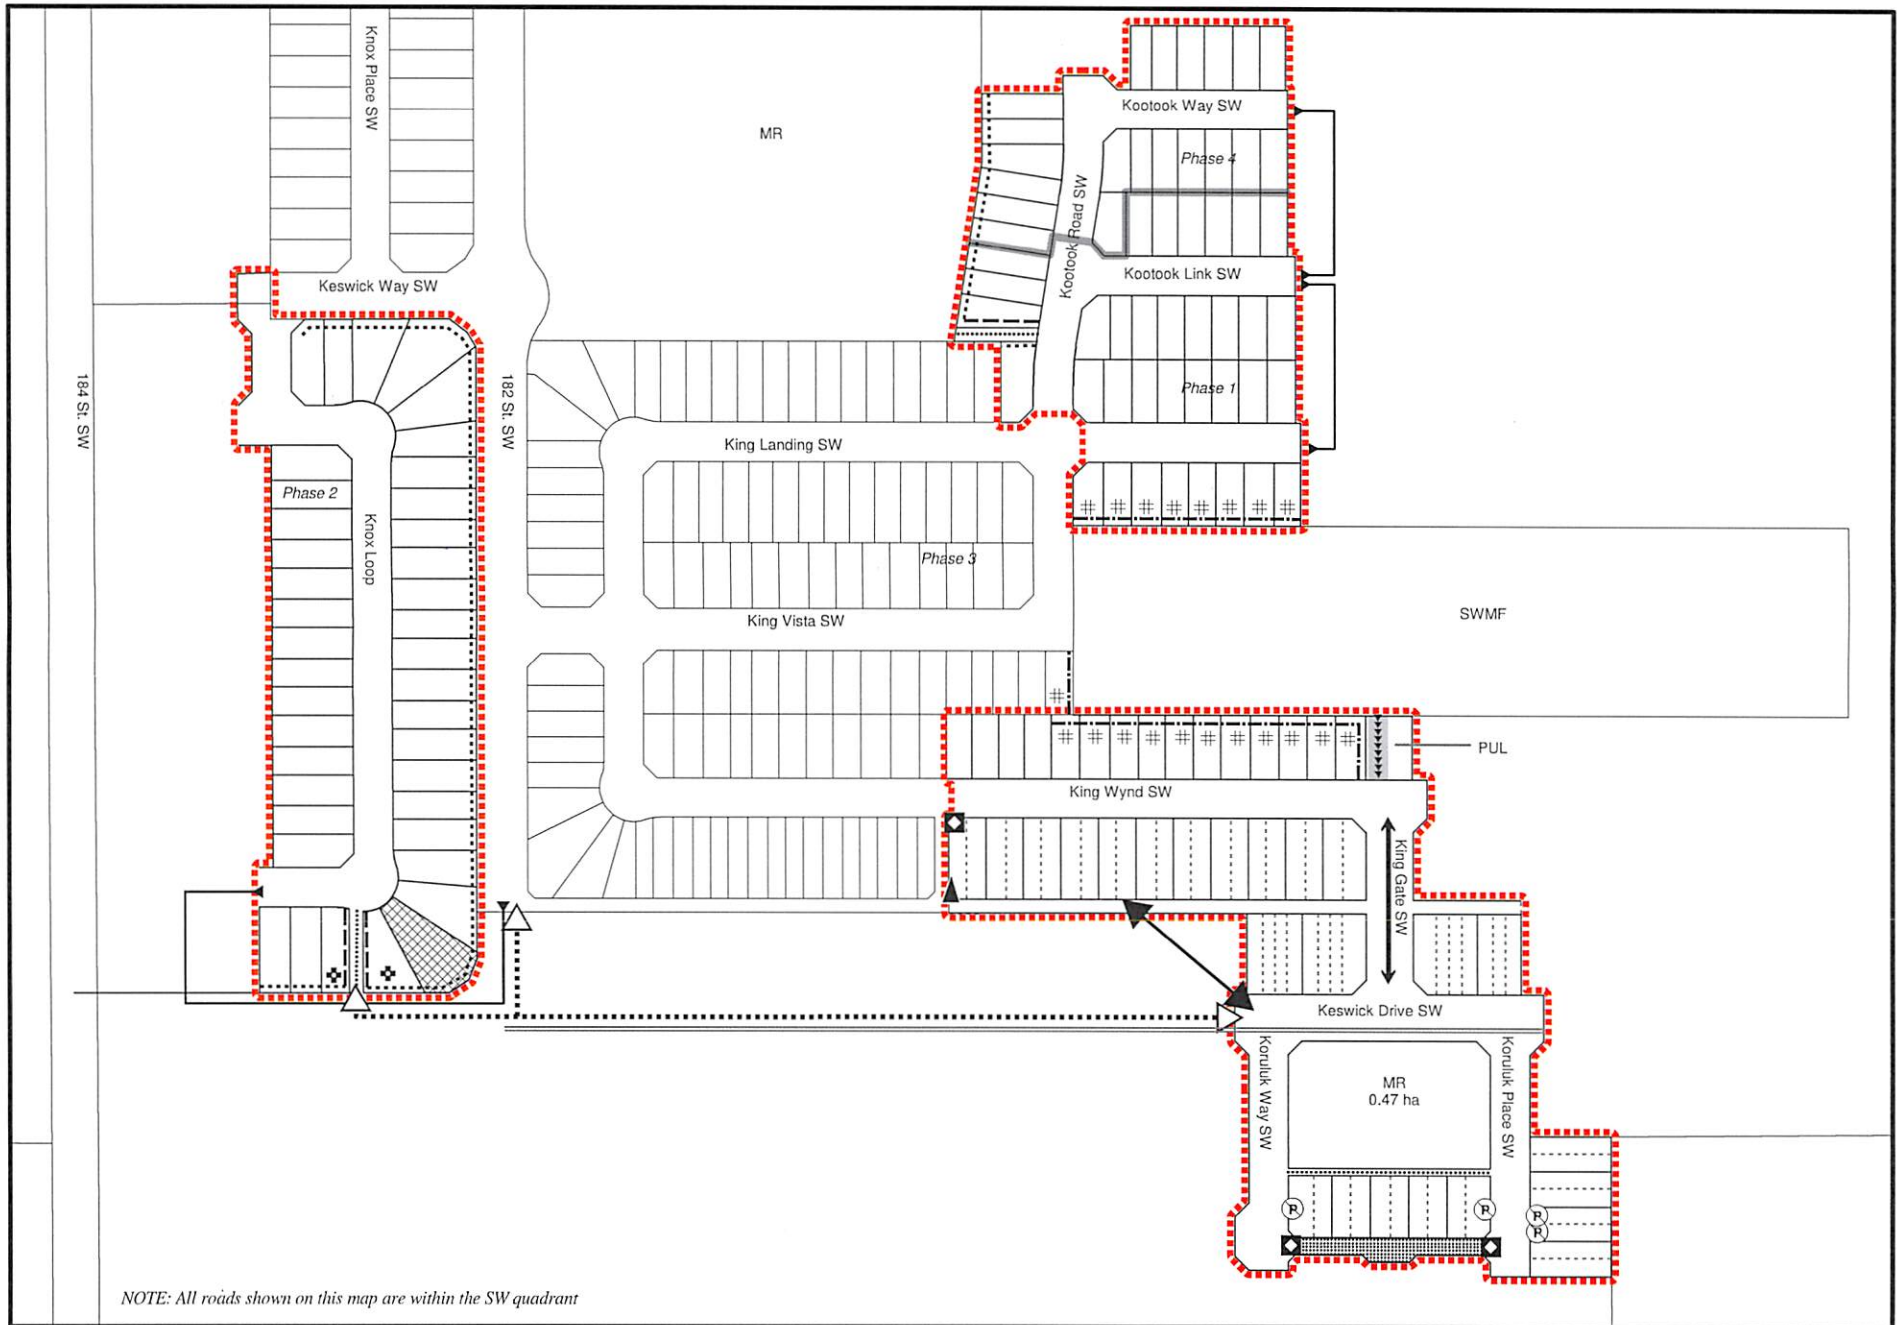 Knox Place SW
MR
Kootook Way SW
Phase 4
Kootook Road SW
Kootook Link SW
Keswick Way SW
184 St. SW
182 St. SW
Phase 1
King Landing SW
Phase 2
Knox Loop
Phase 3
King Vista SW
SWMF
PUL
King Wynd SW
King Gate SW
Keswick Drive SW
Koruluk Way SW
MR
0.47 ha
Koruluk Place SW
P
P
P
P
NOTE: All roads shown on this map are within the SW quadrant